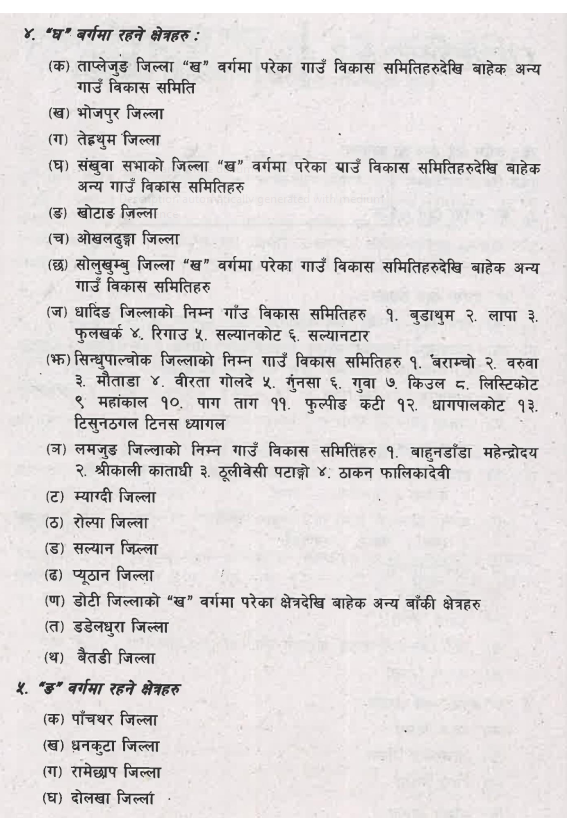 ४. “घ” वर्गमा रहने क्षेत्रहरु :
(क) ताप्लेजुङ जिल्ला “ख” वर्गमा परेका गाउँ विकास समितिहरुदेखि बाहेक अन्य
गाउँ विकास समिति
(ख) भोजपुर जिल्ला
(ग) तेह्रथुम जिल्ला
(घ) संखुवा सभाको जिल्ला “ख” वर्गमा परेका गाउँ विकास समितिहरुदेखि बाहेक
अन्य गाउँ विकास समितिहरु
(ङ) खोटाङ जिल्ला
(च) ओखलढुङ्गा जिल्ला
(छ) सोलुखुम्बु जिल्ला “ख” वर्गमा परेका गाउँ विकास समितिहरुदेखि बाहेक अन्य
गाउँ विकास समितिहरु
(ज) धादिङ जिल्लाको निम्न गाँउ विकास समितिहरु १. बुडाथुम २. लापा ३.
फुलखर्क ४. रिगाउ ५. सल्यानकोट ६. सल्यानटार
(झ) सिन्धुपाल्चोक जिल्लाको निम्न गाउँ विकास समितिहरु १. बराम्चो २. वरुवा
३. मौताडा ४. वीरता गोलदे ५. गुंनसा ६. गुवा ७. किउल ८. लिस्टिकोट
९ महांकाल १०. पाग ताग ११. फुल्पीङ कटी १२. धागपालकोट १३.
टिसुनठगल टिनस ध्यागल
(ञ) लमजुङ जिल्लाको निम्न गाउँ विकास समितिहरु १. बाहुनडाँडा महेन्द्रोदय
२. श्रीकाली काताधी ३. ठूलीवेसी पटाङ्गो ४. ठाकन फालिकादेवी
(ट) म्याग्दी जिल्ला
(ठ) रोल्पा जिल्ला
(ड) सल्यान जिल्ला
(ढ) प्यूठान जिल्ला
(ण) डोटी जिल्लाको “ख” वर्गमा परेका क्षेत्रदेखि बाहेक अन्य बाँकी क्षेत्रहरु
(त) डडेलधुरा जिल्ला
(थ) बैतडी जिल्ला
५. “ङ” वर्गमा रहने क्षेत्रहरु
(क) पाँचथर जिल्ला
(ख) धनकुटा जिल्ला
(ग) रामेछाप जिल्ला
(घ) दोलखा जिल्ला